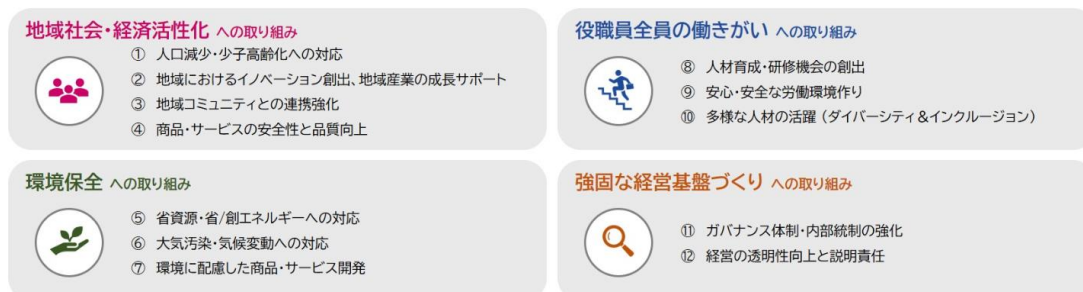 地域社会・経済活性化 への取り組み
① 人口減少・少子高齢化への対応
② 地域におけるイノベーション創出、地域産業の成長サポート
③ 地域コミュニティとの連携強化
④ 商品・サービスの安全性と品質向上
役職員全員の働きがい への取り組み
⑧ 人材育成・研修機会の創出
⑨ 安心・安全な労働環境作り
⑩ 多様な人材の活躍（ダイバーシティ＆インクルージョン）
環境保全 への取り組み
⑤ 省資源・省/創エネルギーへの対応
⑥ 大気汚染・気候変動への対応
⑦ 環境に配慮した商品・サービス開発
強固な経営基盤づくり への取り組み
⑪ ガバナンス体制・内部統制の強化
⑫ 経営の透明性向上と説明責任